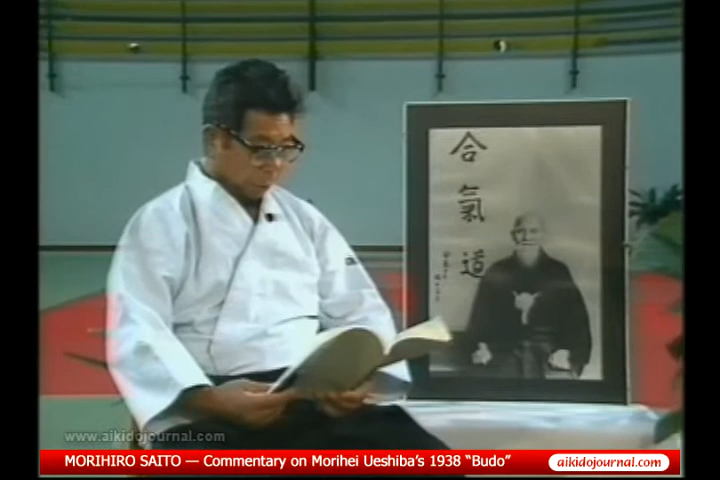 合
氣
道
www.aikidojournal.com
MORIHIRO SAITO — Commentary on Morihei Ueshiba's 1938 "Budo"
aikidojournal.com